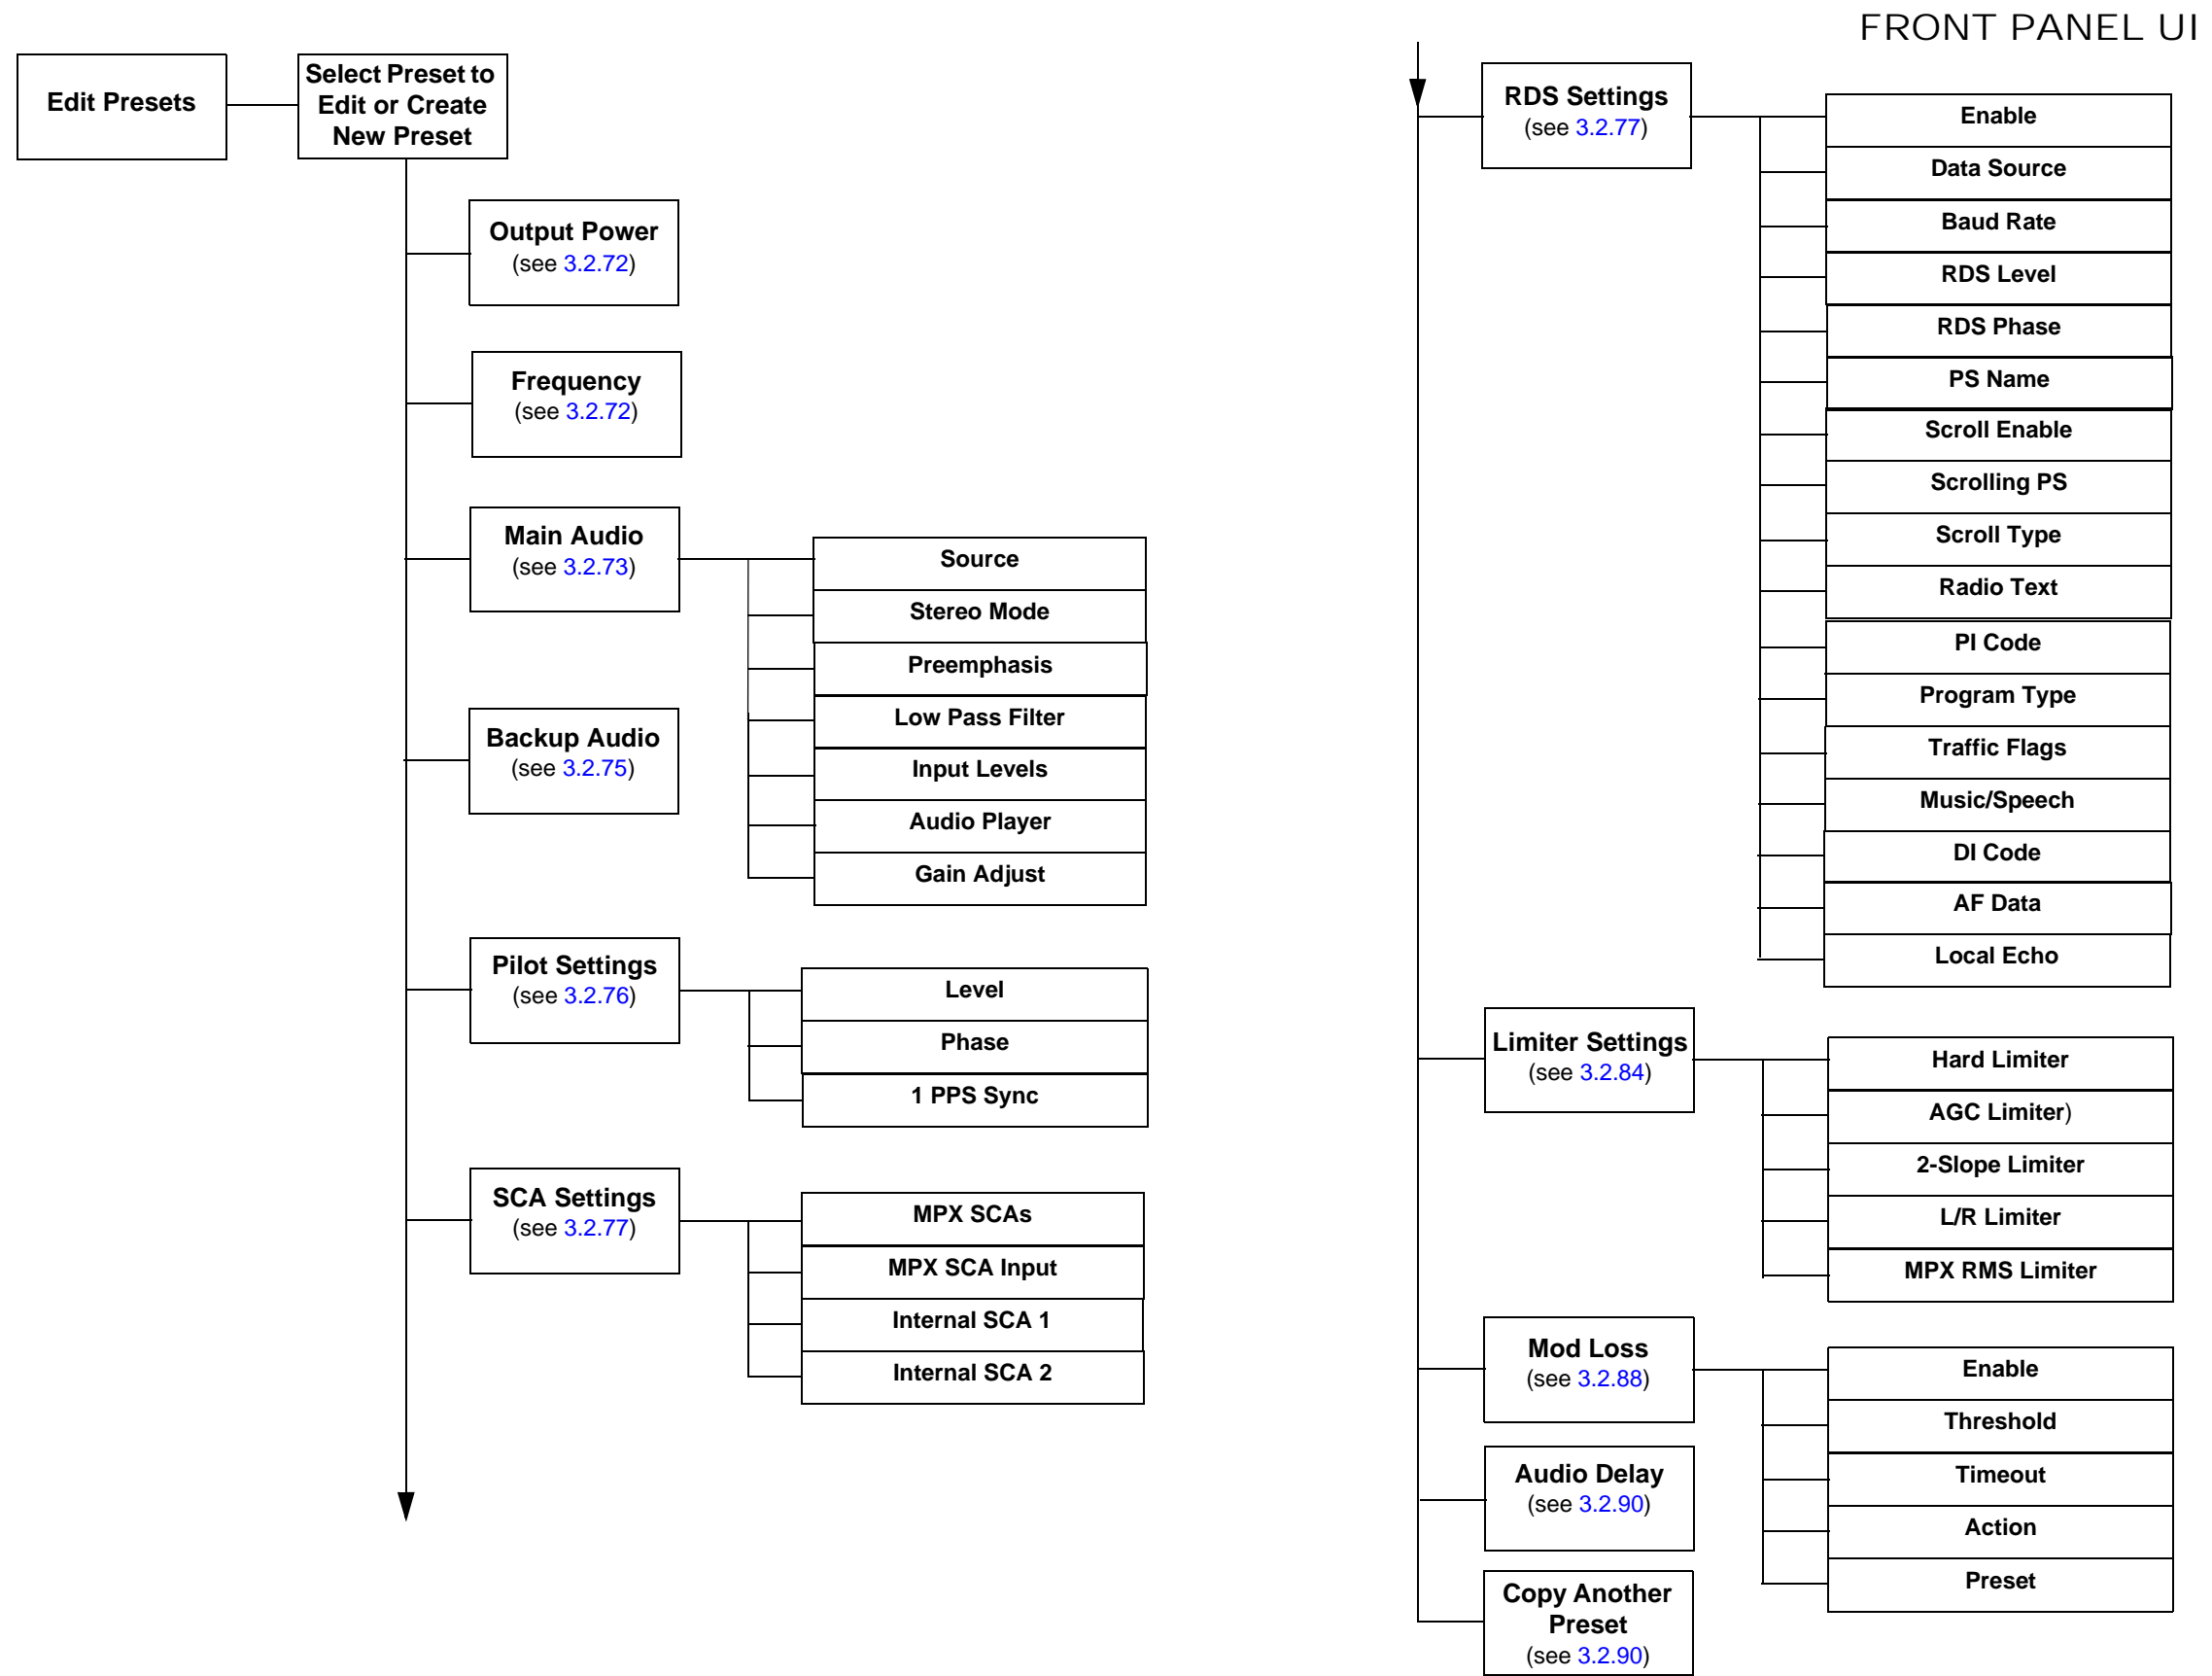 FRONT PANEL UI
Edit Presets
Select Preset to
Edit or Create
New Preset
Output Power
(see 3.2.72)
Frequency
(see 3.2.72)
Main Audio
(see 3.2.73)
Source
Stereo Mode
Preemphasis
Low Pass Filter
Input Levels
Audio Player
Gain Adjust
Backup Audio
(see 3.2.75)
Pilot Settings
(see 3.2.76)
Level
Phase
1 PPS Sync
SCA Settings
(see 3.2.77)
MPX SCAs
MPX SCA Input
Internal SCA 1
Internal SCA 2
RDS Settings
(see 3.2.77)
Enable
Data Source
Baud Rate
RDS Level
RDS Phase
PS Name
Scroll Enable
Scrolling PS
Scroll Type
Radio Text
PI Code
Program Type
Traffic Flags
Music/Speech
DI Code
AF Data
Local Echo
Limiter Settings
(see 3.2.84)
Hard Limiter
AGC Limiter)
2-Slope Limiter
L/R Limiter
MPX RMS Limiter
Mod Loss
(see 3.2.88)
Enable
Threshold
Timeout
Action
Preset
Audio Delay
(see 3.2.90)
Copy Another
Preset
(see 3.2.90)